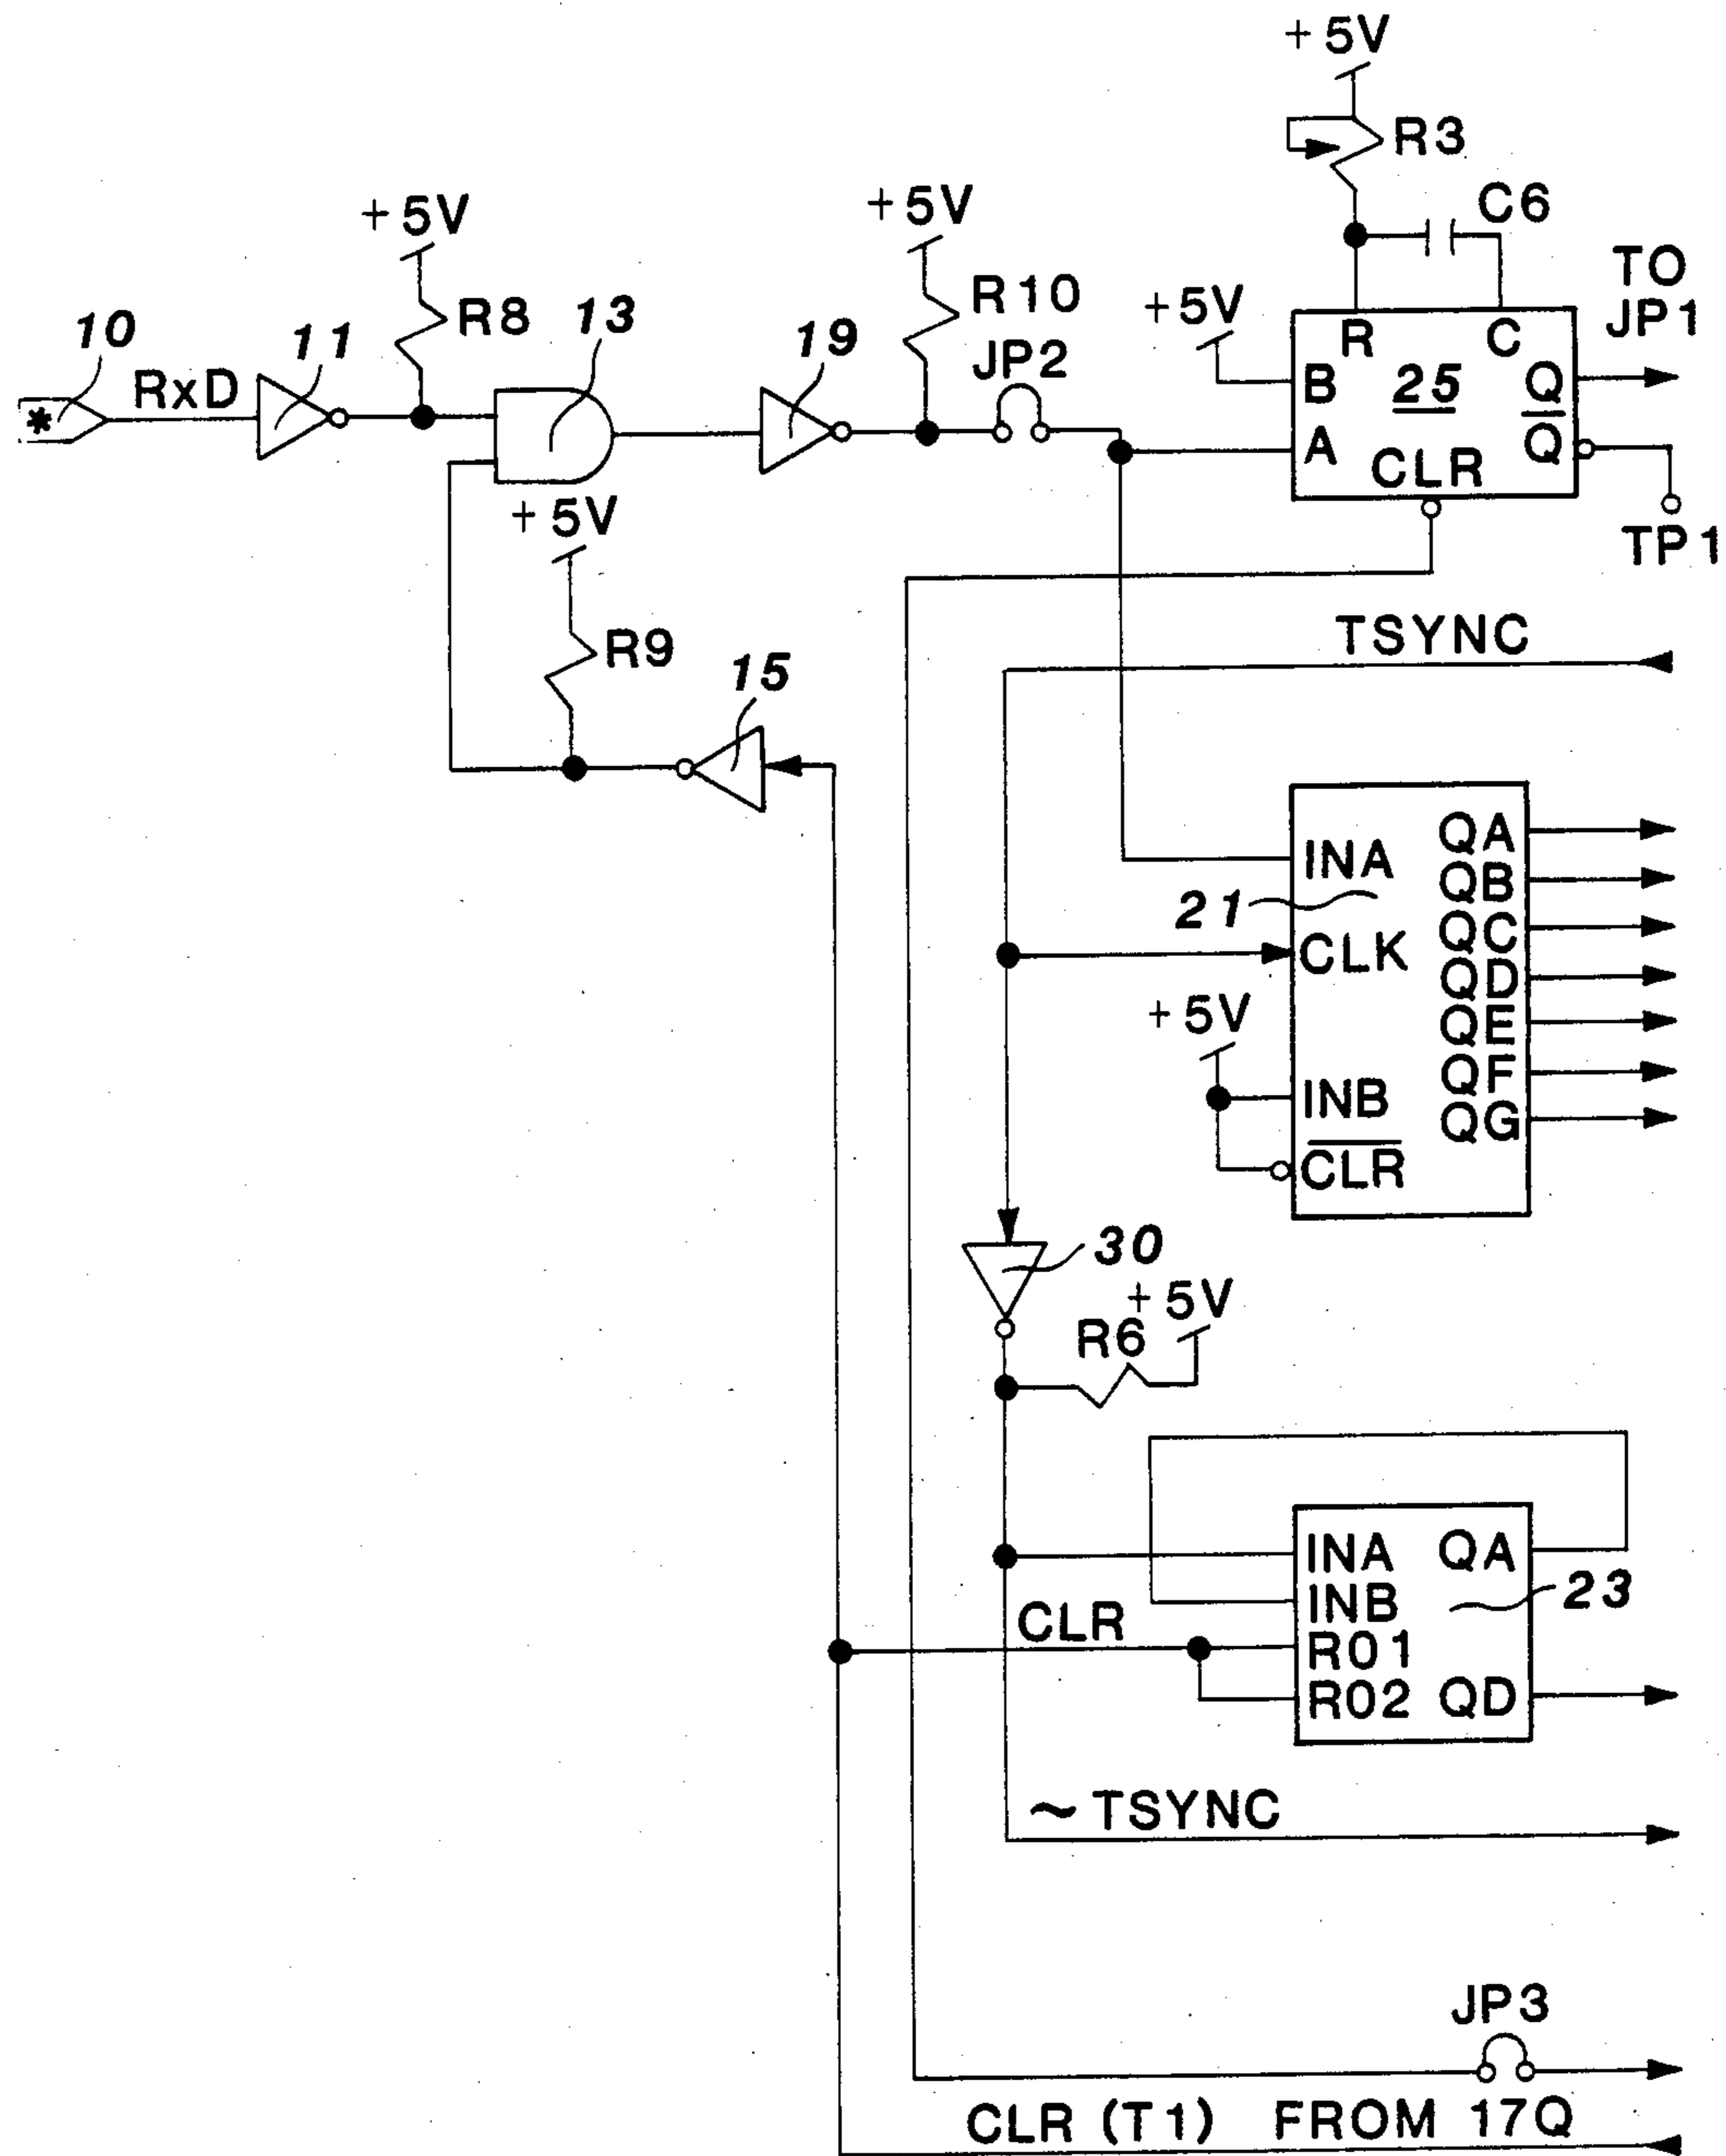 +5V
R3
C6
+5V
+5V
TO
JP1
R8
R10
+5V
10
RxD
11
13
19
JP2
R
C
B
25
Q
A
CLR
Q
TP1
+5V
R9
15
TSYNC
INA
QA
QB
21
QC
CLK
QD
+5V
QE
QF
INB
QG
CLR
30
+5V
R6
INA
QA
INB
23
CLR
R01
R02
QD
~TSYNC
JP3
CLR (T1) FROM 17Q
*